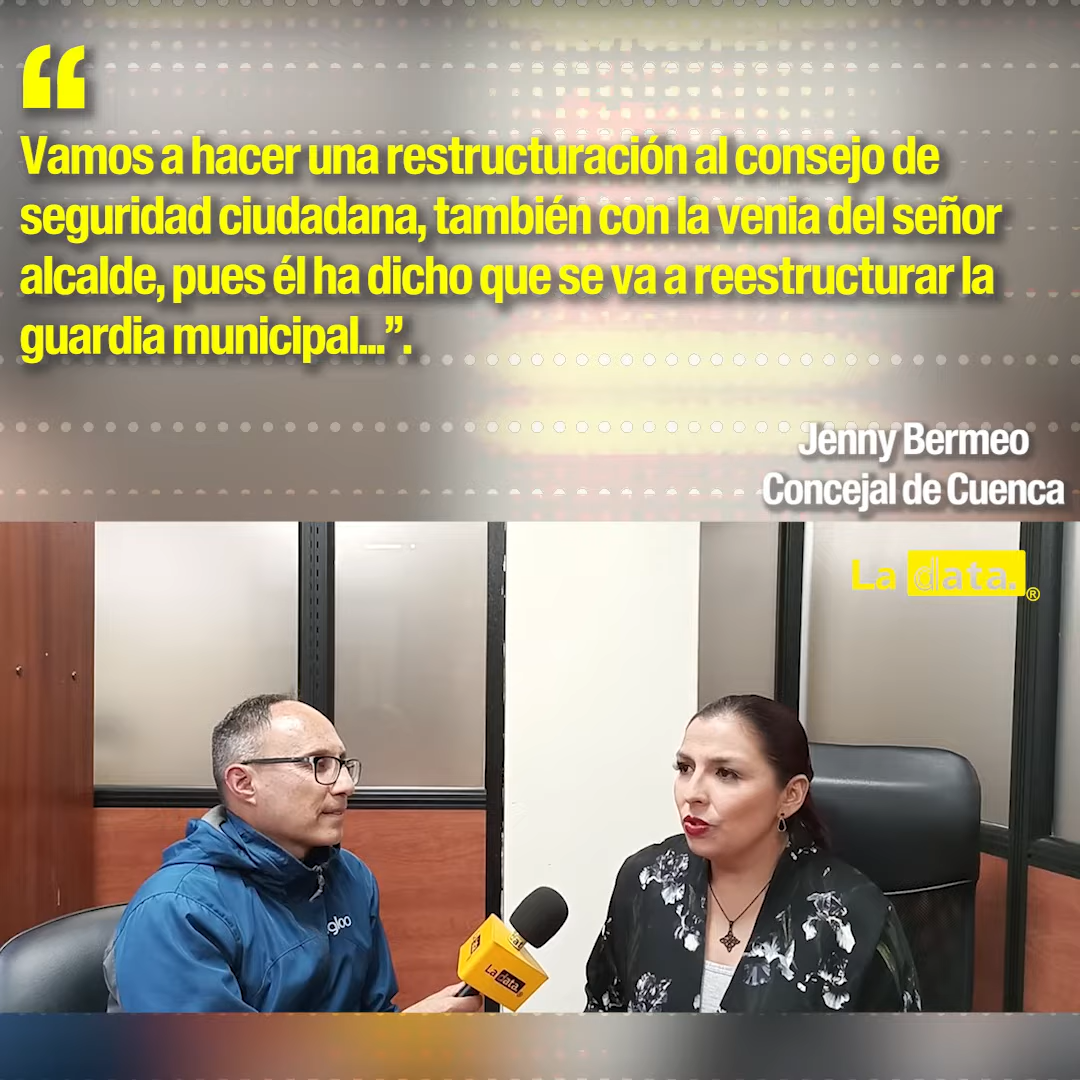 “
Vamos a hacer una restructuración al consejo de
seguridad ciudadana, también con la venia del señor
alcalde, pues él ha dicho que se va a reestructurar la
guardia municipal...”.
Jenny Bermeo
Concejal de Cuenca
La data.®
gloo
La data.®